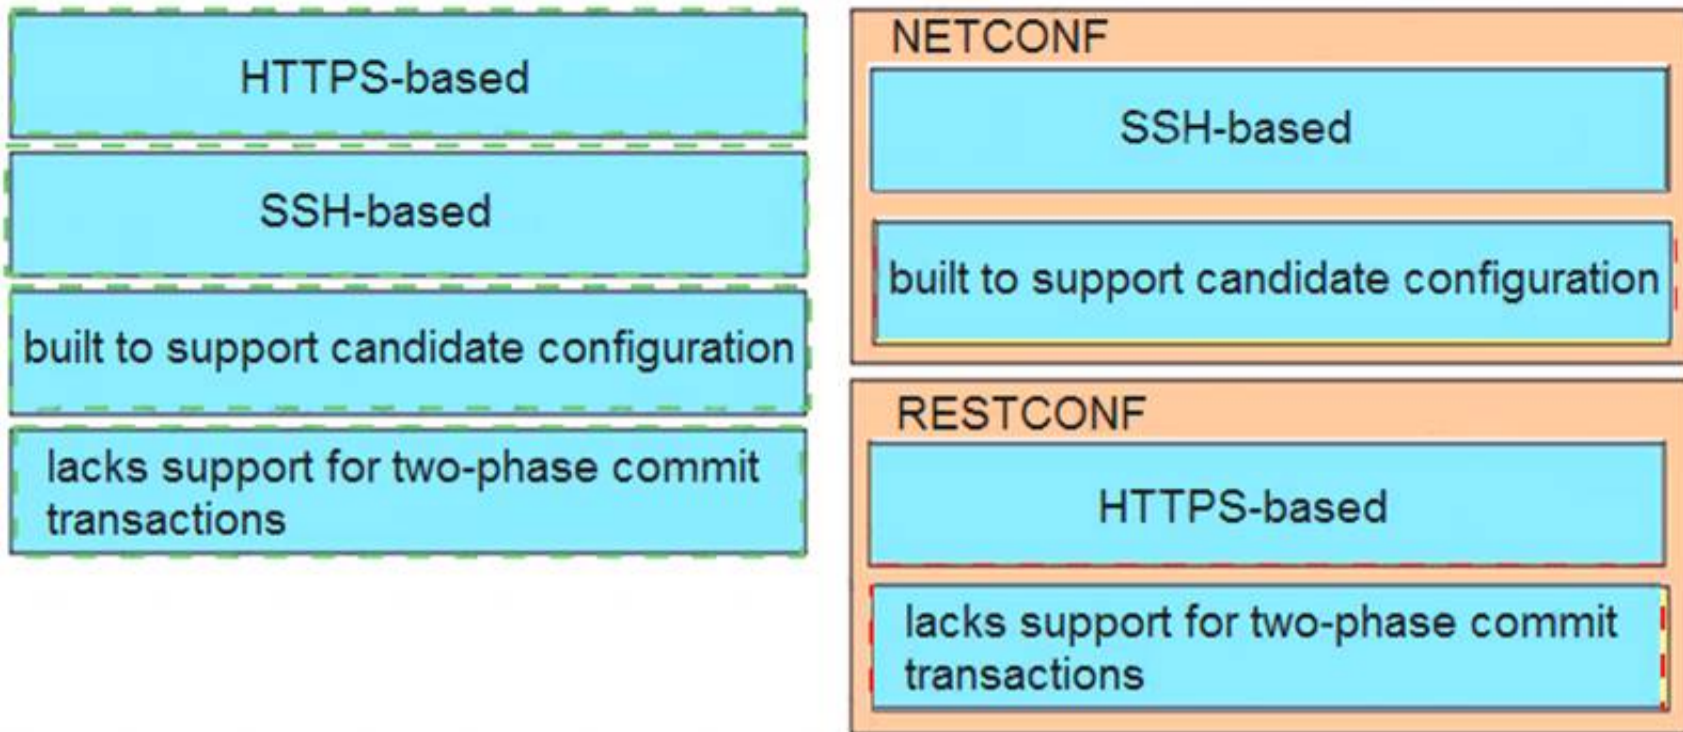 HTTPS-based
SSH-based
built to support candidate configuration
lacks support for two-phase commit
transactions
NETCONF
SSH-based
built to support candidate configuration
RESTCONF
HTTPS-based
lacks support for two-phase commit
transactions